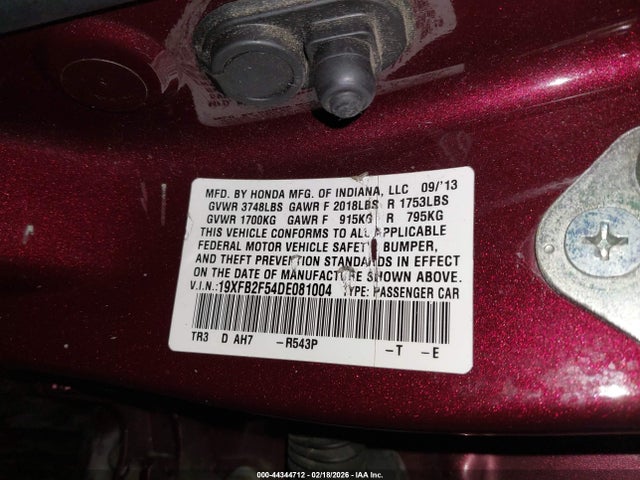 MFD. BY HONDA MFG. OF INDIANA, LLC 09/'13
GVWR 3748LBS GAWR F 2018LBS R 1753LBS
GVWR 1700KG GAWR F 915KG R 795KG
THIS VEHICLE CONFORMS TO ALL APPLICABLE
FEDERAL MOTOR VEHICLE SAFETY, BUMPER,
AND THEFT PREVENTION STANDARDS IN EFFECT
ON THE DATE OF MANUFACTURE SHOWN ABOVE.
V.I.N.:19XFB2F54DE081004 TYPE: PASSENGER CAR
TR3 D AH7 -R543P -T -E
000-44344712 - 02/18/2026 - IAA Inc.